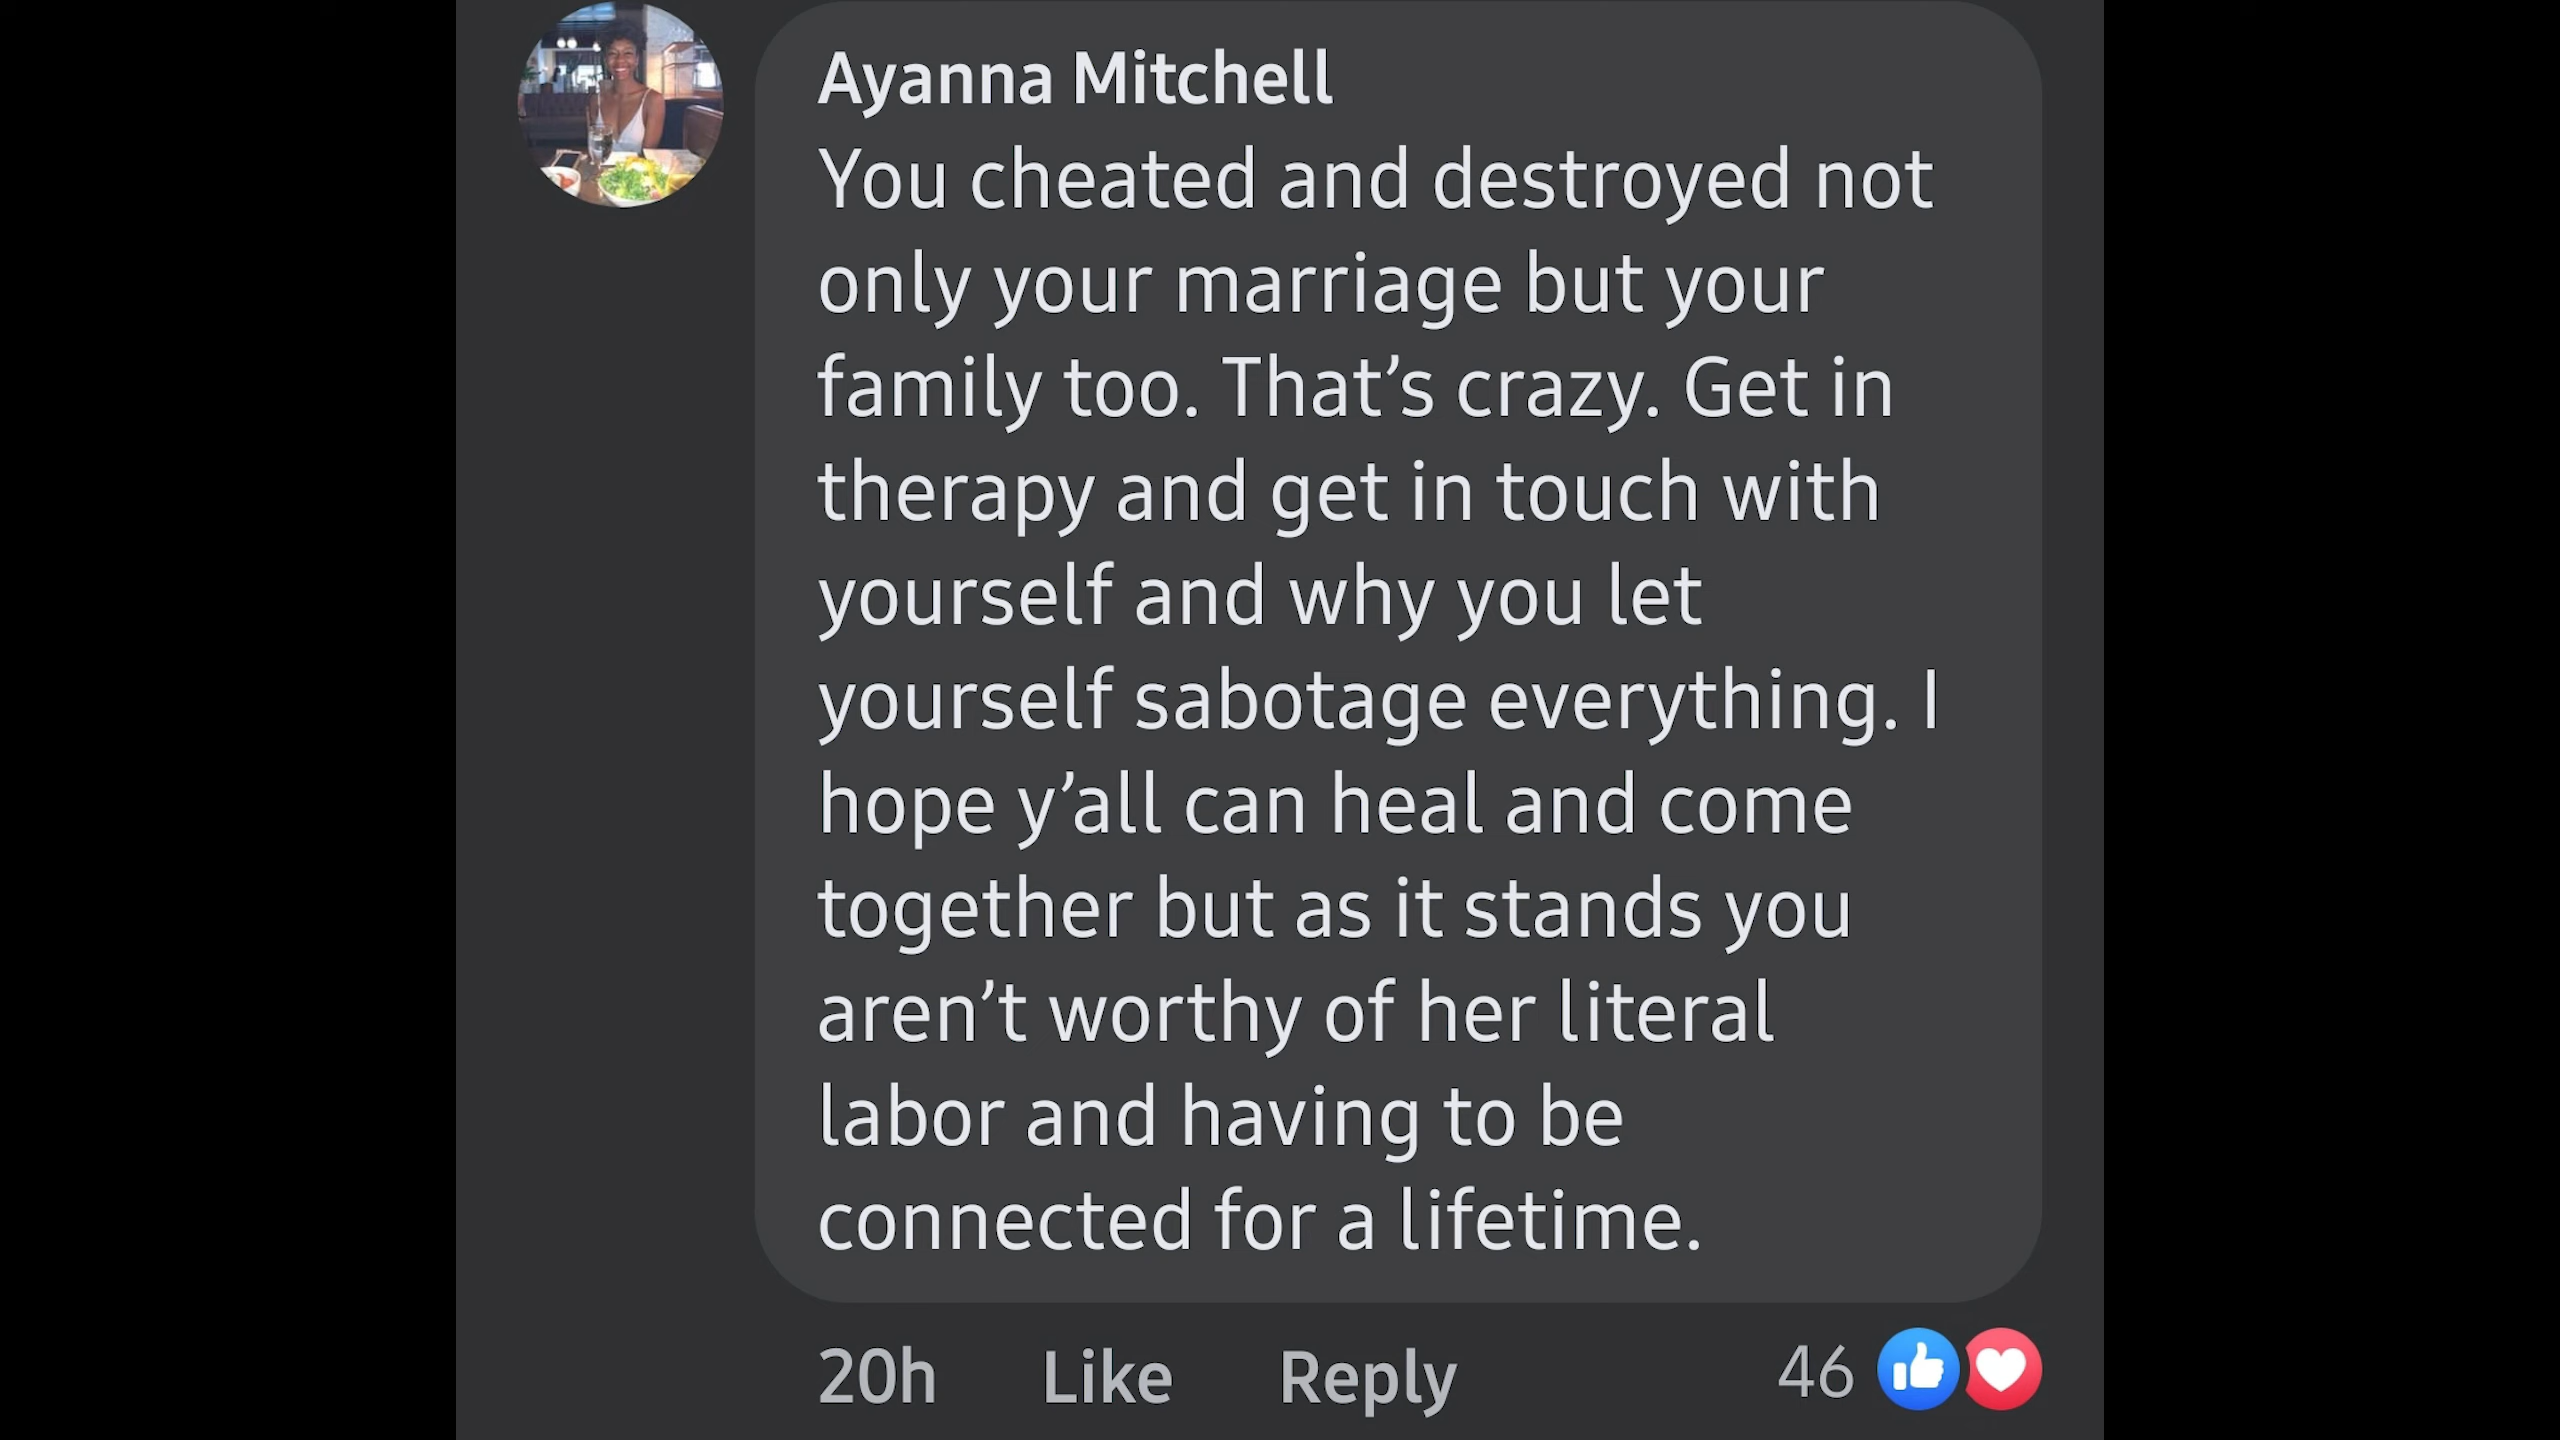 Ayanna Mitchell
You cheated and destroyed not
only your marriage but your
family too. That’s crazy. Get in
therapy and get in touch with
yourself and why you let
yourself sabotage everything. I
hope y’all can heal and come
together but as it stands you
aren’t worthy of her literal
labor and having to be
connected for a lifetime.
20h Like Reply 46